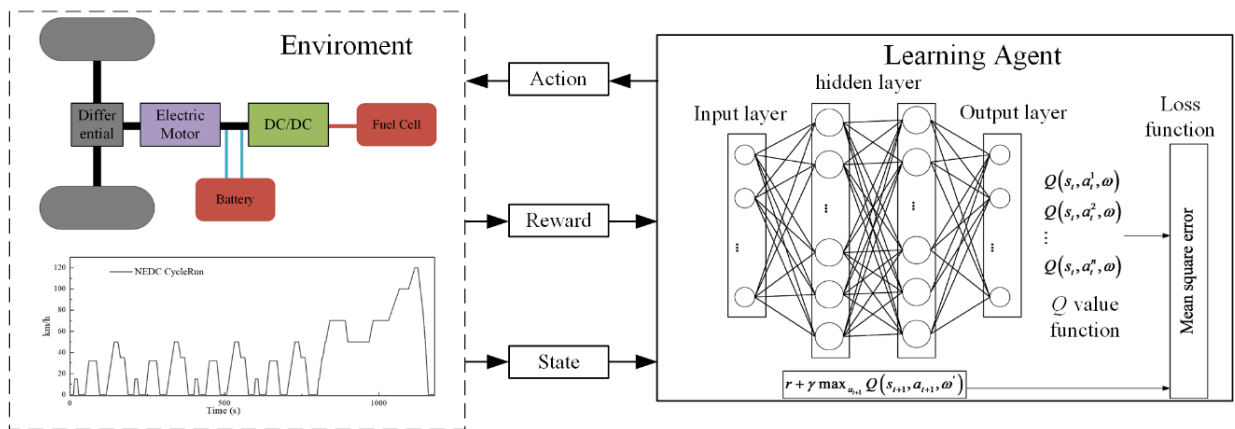 Enviroment
Differ
ential
Electric
Motor
DC/DC
Fuel Cell
Battery
NEDC CycleRun
km/h
120
100
80
60
40
20
0
0
500
1000
Time (s)
Action
Reward
State
Learning Agent
hidden layer
Input layer
Output layer
Loss
function
...
...
...
...
Q(s_t, a_t^1, ω)
Q(s_t, a_t^2, ω)
⋮
Q(s_t, a_t^n, ω)
Q value
function
Mean square error
r + γ max_{a_{t+1}} Q(s_{t+1}, a_{t+1}, ω')